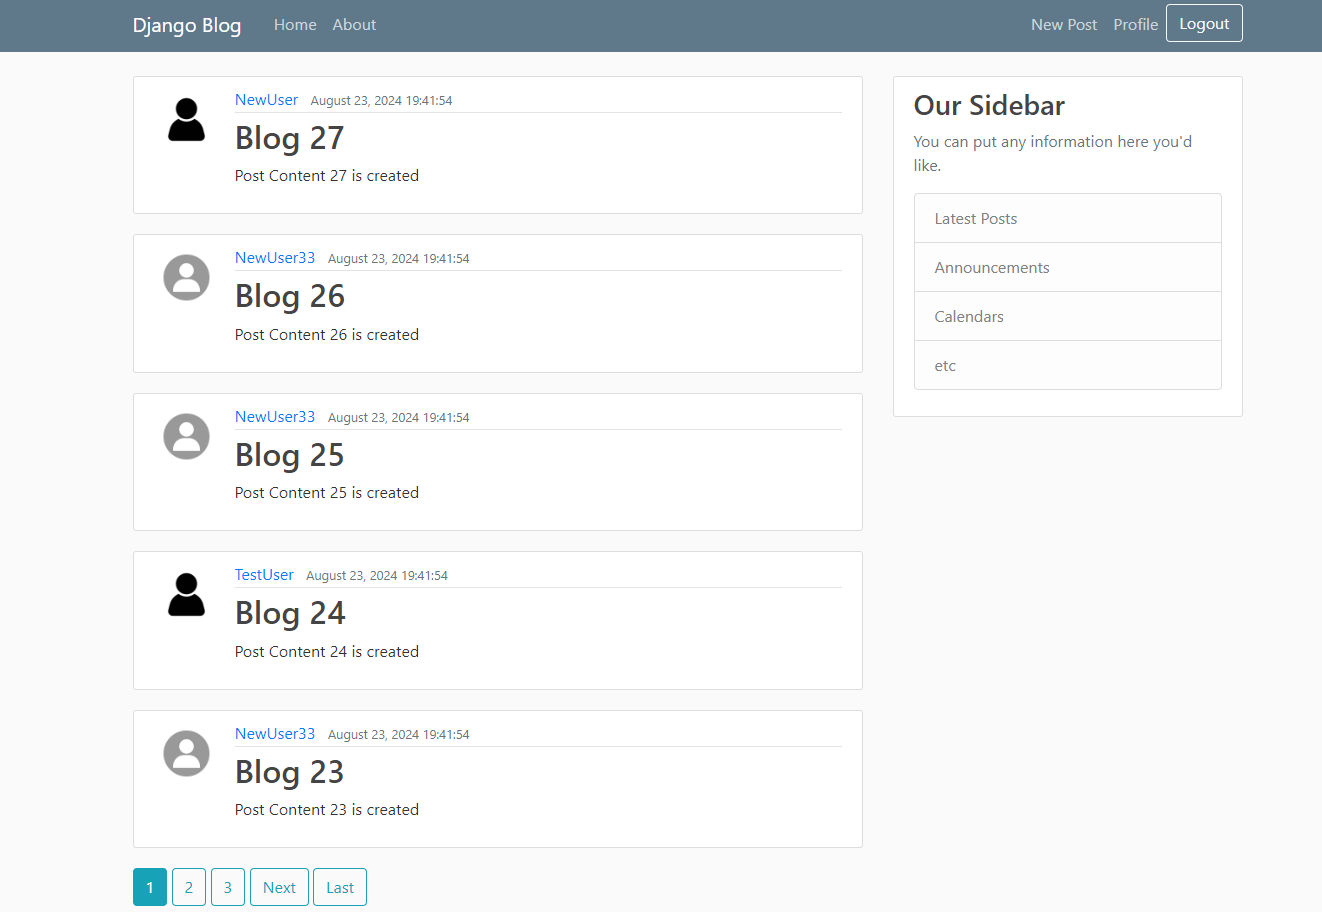 Django Blog Home About New Post Profile Logout
NewUser August 23, 2024 19:41:54
Blog 27
Post Content 27 is created
NewUser33 August 23, 2024 19:41:54
Blog 26
Post Content 26 is created
NewUser33 August 23, 2024 19:41:54
Blog 25
Post Content 25 is created
TestUser August 23, 2024 19:41:54
Blog 24
Post Content 24 is created
NewUser33 August 23, 2024 19:41:54
Blog 23
Post Content 23 is created
1 2 3 Next Last
Our Sidebar
You can put any information here you'd
like.
Latest Posts
Announcements
Calendars
etc